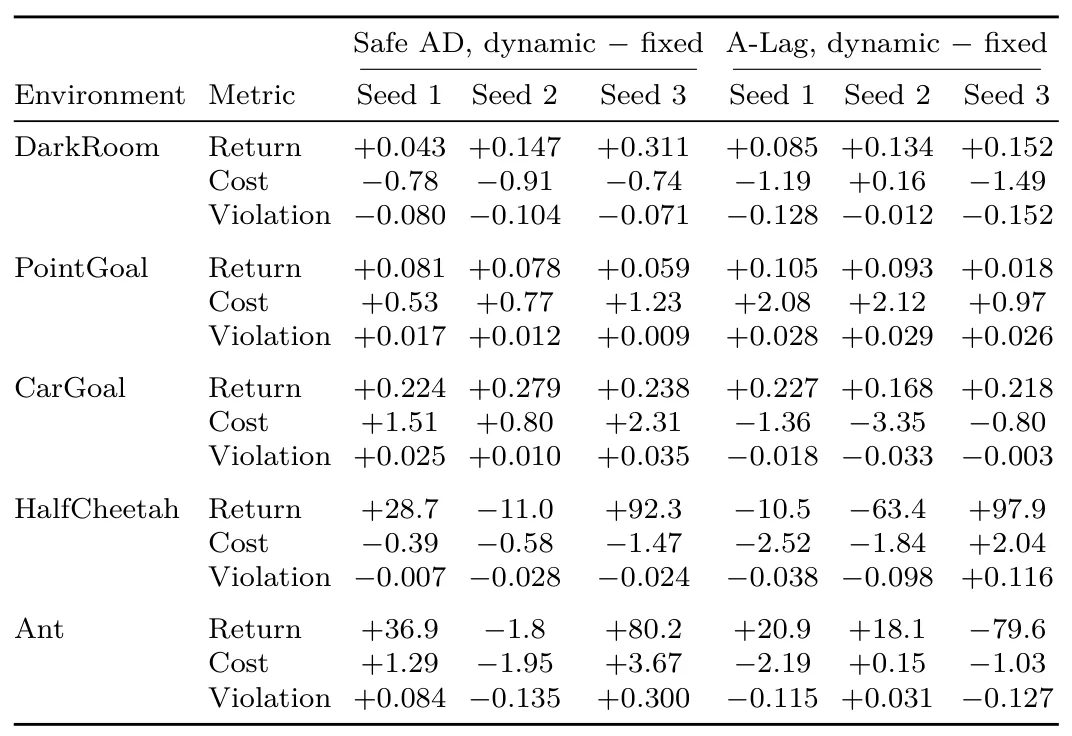 Safe AD, dynamic − fixed A-Lag, dynamic − fixed
Environment Metric Seed 1 Seed 2 Seed 3 Seed 1 Seed 2 Seed 3
DarkRoom Return +0.043 +0.147 +0.311 +0.085 +0.134 +0.152
Cost −0.78 −0.91 −0.74 −1.19 +0.16 −1.49
Violation −0.080 −0.104 −0.071 −0.128 −0.012 −0.152
PointGoal Return +0.081 +0.078 +0.059 +0.105 +0.093 +0.018
Cost +0.53 +0.77 +1.23 +2.08 +2.12 +0.97
Violation +0.017 +0.012 +0.009 +0.028 +0.029 +0.026
CarGoal Return +0.224 +0.279 +0.238 +0.227 +0.168 +0.218
Cost +1.51 +0.80 +2.31 −1.36 −3.35 −0.80
Violation +0.025 +0.010 +0.035 −0.018 −0.033 −0.003
HalfCheetah Return +28.7 −11.0 +92.3 −10.5 −63.4 +97.9
Cost −0.39 −0.58 −1.47 −2.52 −1.84 +2.04
Violation −0.007 −0.028 −0.024 −0.038 −0.098 +0.116
Ant Return +36.9 −1.8 +80.2 +20.9 +18.1 −79.6
Cost +1.29 −1.95 +3.67 −2.19 +0.15 −1.03
Violation +0.084 −0.135 +0.300 −0.115 +0.031 −0.127